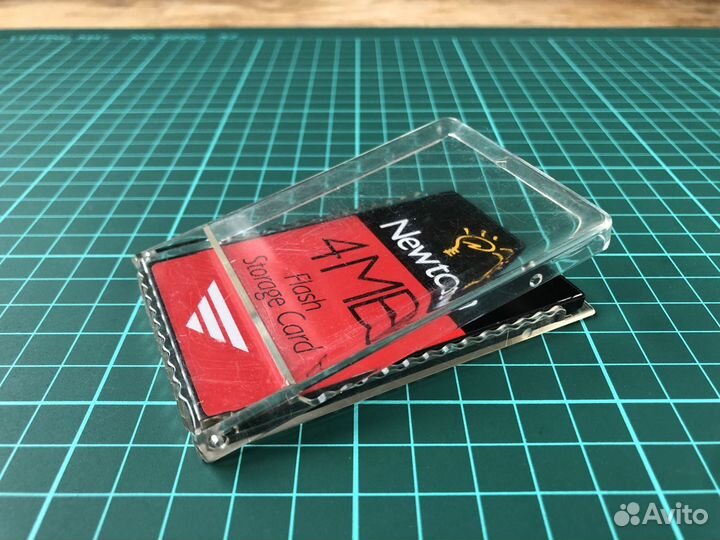 Newton
4MB
Flash
Storage Card
Avito